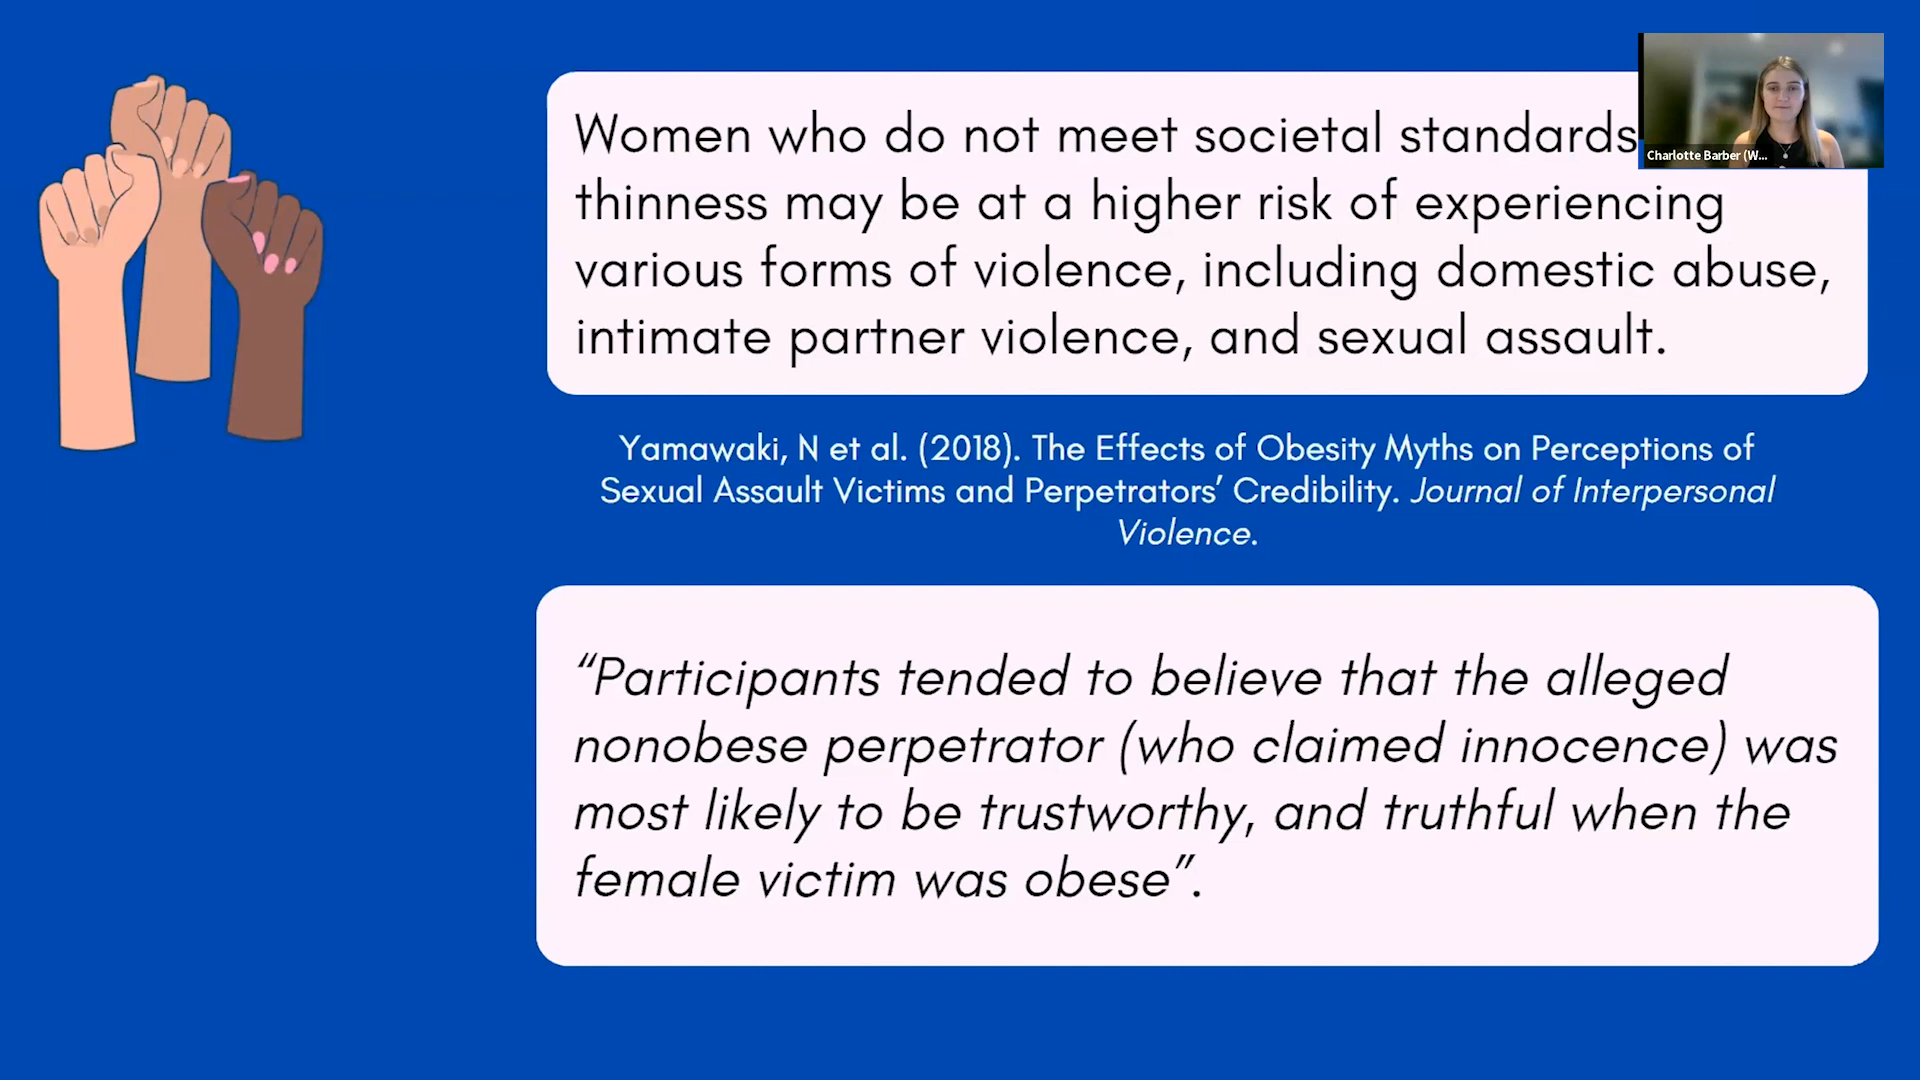 Women who do not meet societal standards
thinness may be at a higher risk of experiencing
various forms of violence, including domestic abuse,
intimate partner violence, and sexual assault.
Charlotte Barber (W...
Yamawaki, N et al. (2018). The Effects of Obesity Myths on Perceptions of
Sexual Assault Victims and Perpetrators’ Credibility. Journal of Interpersonal
Violence.
“Participants tended to believe that the alleged
nonobese perpetrator (who claimed innocence) was
most likely to be trustworthy, and truthful when the
female victim was obese”.